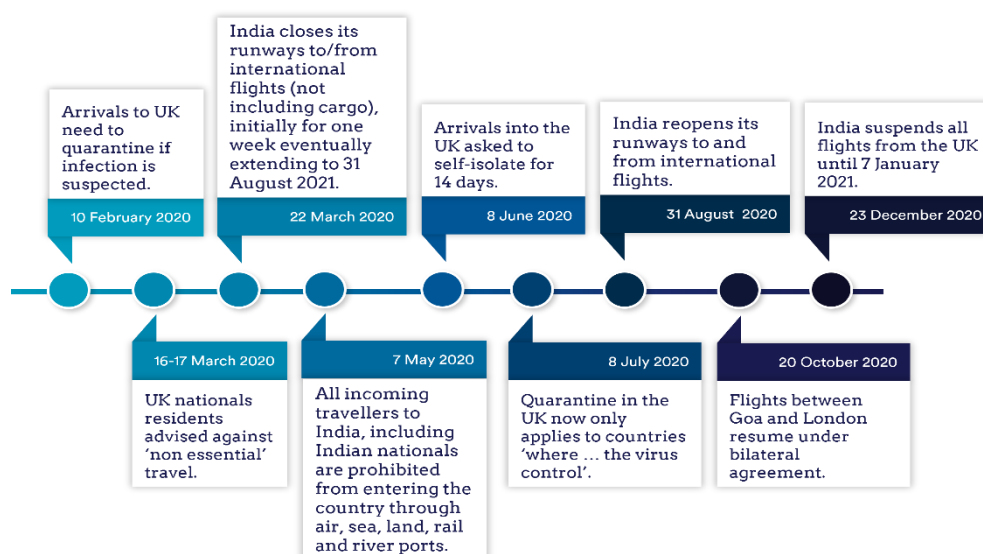 Arrivals to UK
need to
quarantine if
infection is
suspected.
10 February 2020
16-17 March 2020
UK nationals
residents
advised against
‘non essential’
travel.
India closes its
runways to/from
international
flights (not
including cargo),
initially for one
week eventually
extending to 31
August 2021.
22 March 2020
7 May 2020
All incoming
travellers to
India, including
Indian nationals
are prohibited
from entering the
country through
air, sea, land, rail
and river ports.
Arrivals into the
UK asked to
self-isolate for
14 days.
8 June 2020
8 July 2020
Quarantine in the
UK now only
applies to countries
‘where ... the virus
control’.
India reopens its
runways to and
from international
flights.
31 August 2020
20 October 2020
Flights between
Goa and London
resume under
bilateral
agreement.
India suspends all
flights from the UK
until 7 January
2021.
23 December 2020